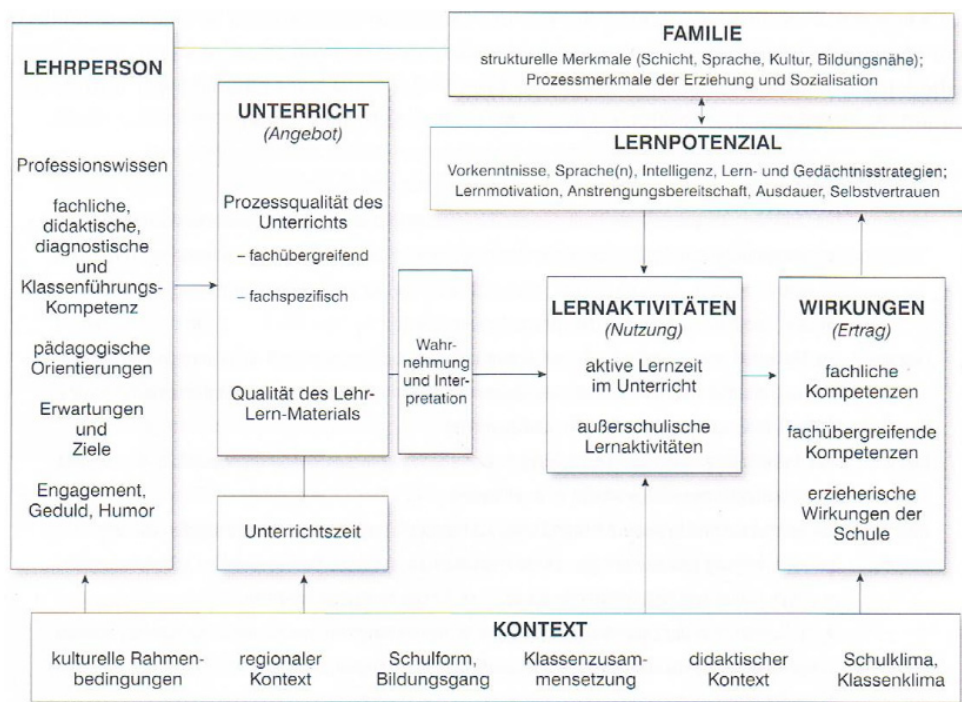 LEHRPERSON
Professionswissen
fachliche,
didaktische,
diagnostische
und
Klassenführungs-
Kompetenz
pädagogische
Orientierungen
Erwartungen
und
Ziele
Engagement,
Geduld, Humor
UNTERRICHT
(Angebot)
Prozessqualität des
Unterrichts
– fachübergreifend
– fachspezifisch
Qualität des Lehr-
Lern-Materials
Unterrichtszeit
Wahr-
nehmung
und Inter-
pretation
FAMILIE
strukturelle Merkmale (Schicht, Sprache, Kultur, Bildungsnähe);
Prozessmerkmale der Erziehung und Sozialisation
LERNPOTENZIAL
Vorkenntnisse, Sprache(n), Intelligenz, Lern- und Gedächtnisstrategien;
Lernmotivation, Anstrengungsbereitschaft, Ausdauer, Selbstvertrauen
LERNAKTIVITÄTEN
(Nutzung)
aktive Lernzeit
im Unterricht
außerschulische
Lernaktivitäten
WIRKUNGEN
(Ertrag)
fachliche
Kompetenzen
fachübergreifende
Kompetenzen
erzieherische
Wirkungen der
Schule
KONTEXT
kulturelle Rahmen-
bedingungen
regionaler
Kontext
Schulform,
Bildungsgang
Klassenzusam-
mensetzung
didaktischer
Kontext
Schulklima,
Klassenklima